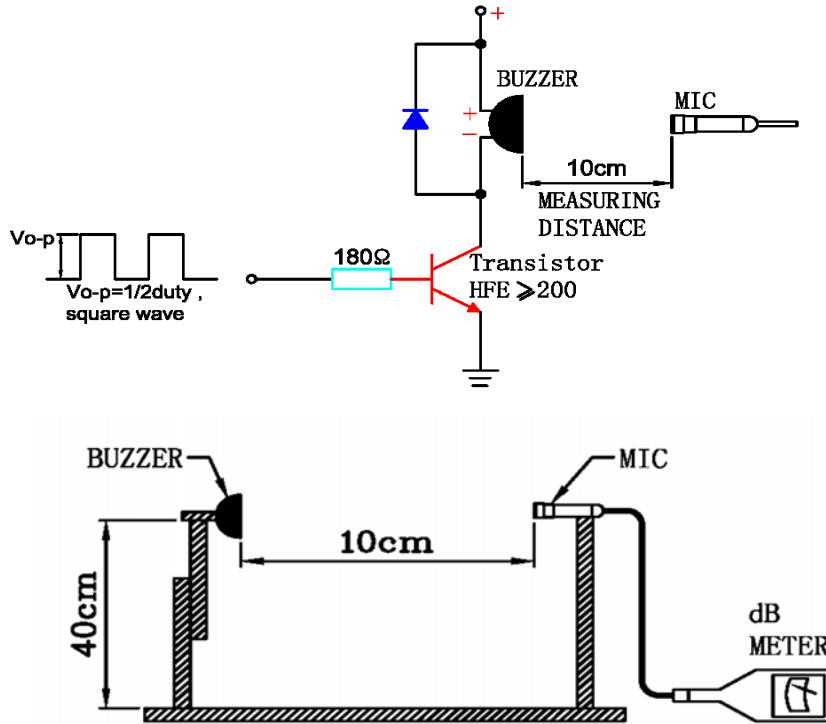 +
BUZZER
MIC
+
−
10cm
MEASURING
DISTANCE
Vo-p
180Ω
Transistor
HFE ⩾200
Vo-p=1/2duty ,
square wave
BUZZER
MIC
10cm
40cm
dB
METER